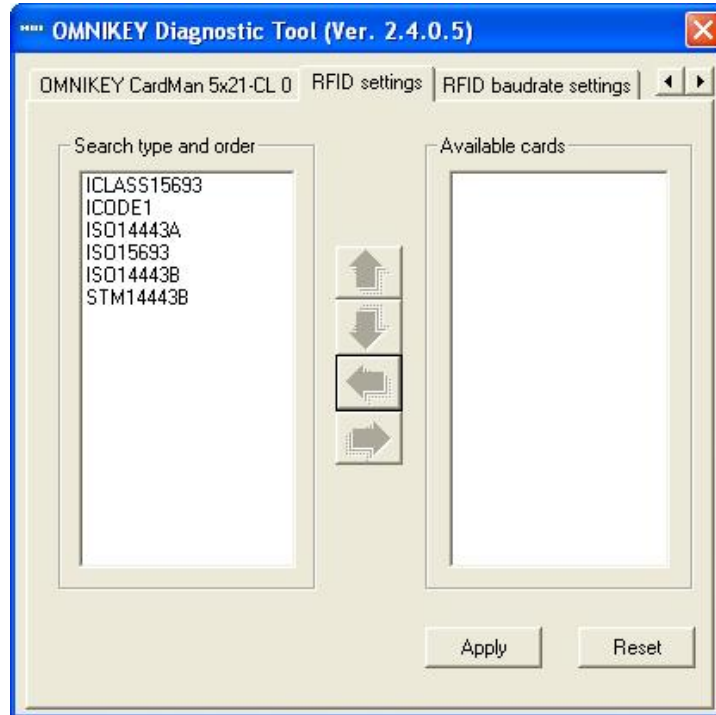 OMNIKEY Diagnostic Tool (Ver. 2.4.0.5)
OMNIKEY CardMan 5x21-CL 0 RFID settings RFID baudrate settings
Search type and order Available cards
ICLASS15693
ICODE1
ISO14443A
ISO15693
ISO14443B
STM14443B
Apply Reset